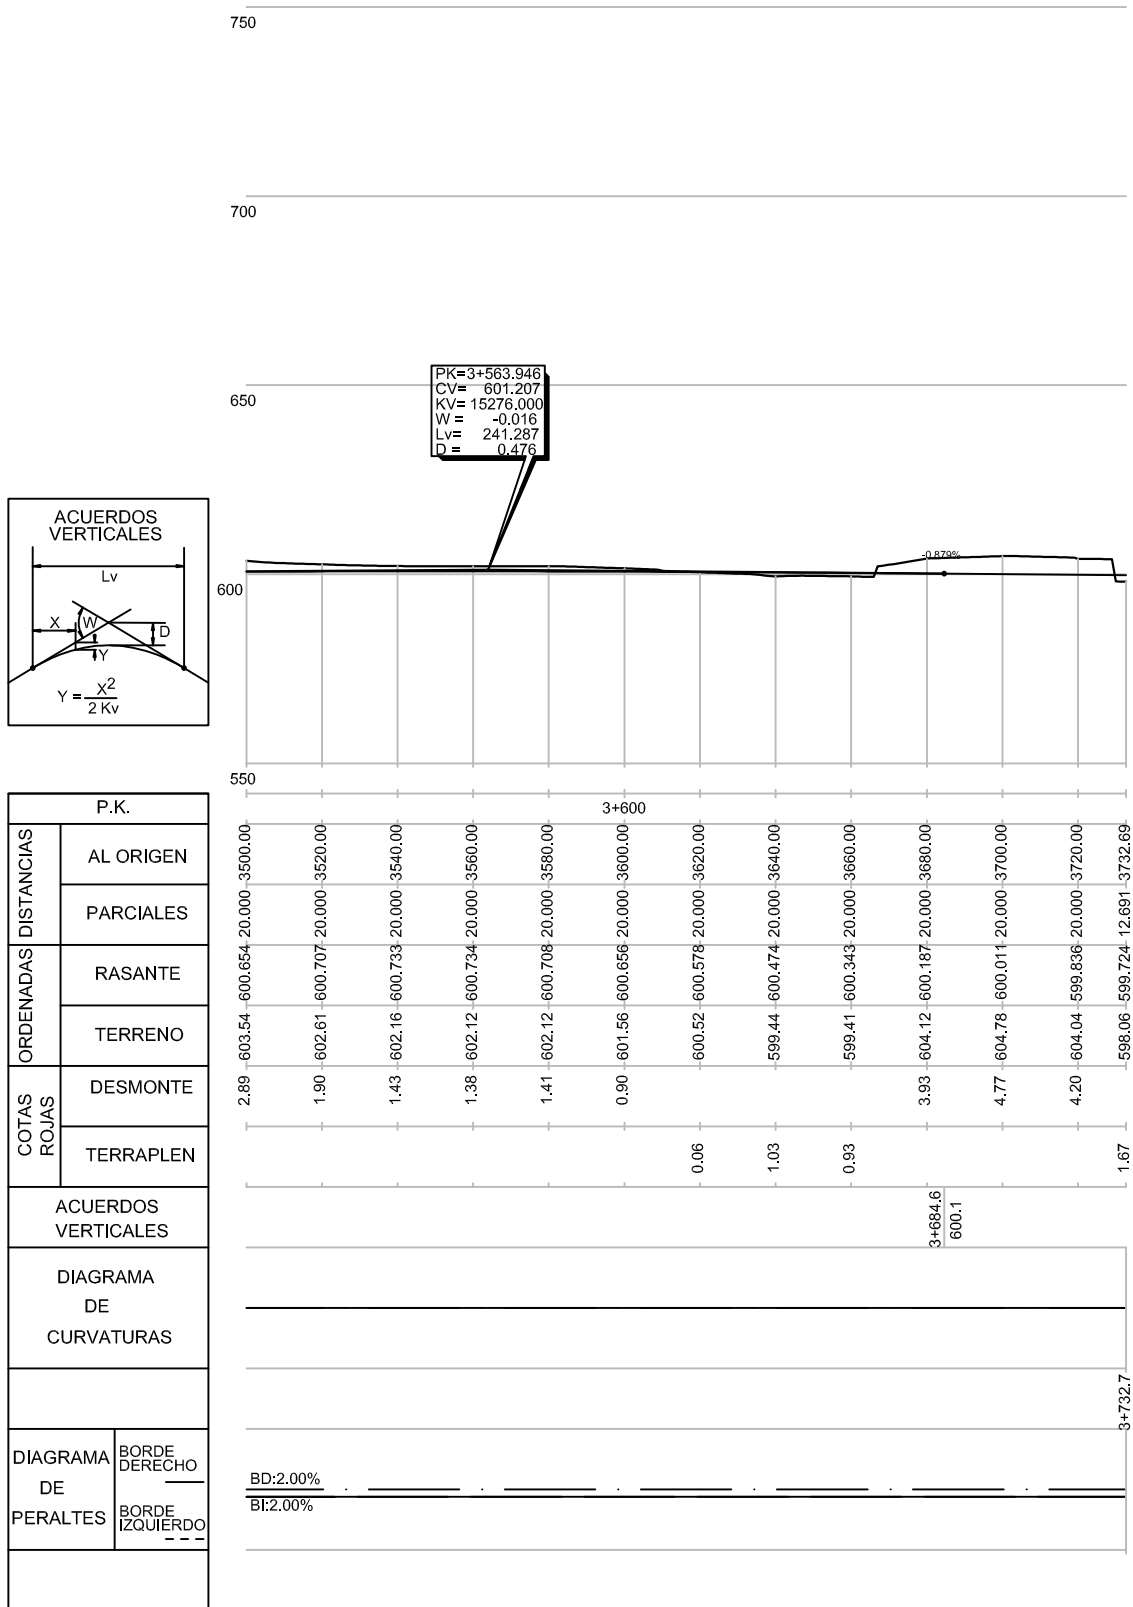 750
700
650
PK=3+563.946
CV= 601.207
KV= 15276.000
W = -0.016
Lv= 241.287
D = 0.476
ACUERDOS
VERTICALES
Lv
X
W
D
Y
Y = X2
2 Kv
-0.879%
600
550
P.K.
3+600
DISTANCIAS
AL ORIGEN
3500.00 3520.00 3540.00 3560.00 3580.00 3600.00 3620.00 3640.00 3660.00 3680.00 3700.00 3720.00 3732.69
PARCIALES
20.000 20.000 20.000 20.000 20.000 20.000 20.000 20.000 20.000 20.000 20.000 20.000 12.691
ORDENADAS
RASANTE
600.654 600.707 600.733 600.734 600.708 600.656 600.578 600.474 600.343 600.187 600.011 599.836 599.724
TERRENO
603.54 602.61 602.16 602.12 602.12 601.56 600.52 599.44 599.41 604.12 604.78 604.04 598.06
COTAS
ROJAS
DESMONTE
2.89 1.90 1.43 1.38 1.41 0.90 3.93 4.77 4.20
TERRAPLEN
0.06 1.03 0.93 1.67
ACUERDOS
VERTICALES
3+684.6
600.1
DIAGRAMA
DE
CURVATURAS
3+732.7
DIAGRAMA
DE
PERALTES
BORDE
DERECHO
BORDE
IZQUIERDO
BD:2.00%
BI:2.00%